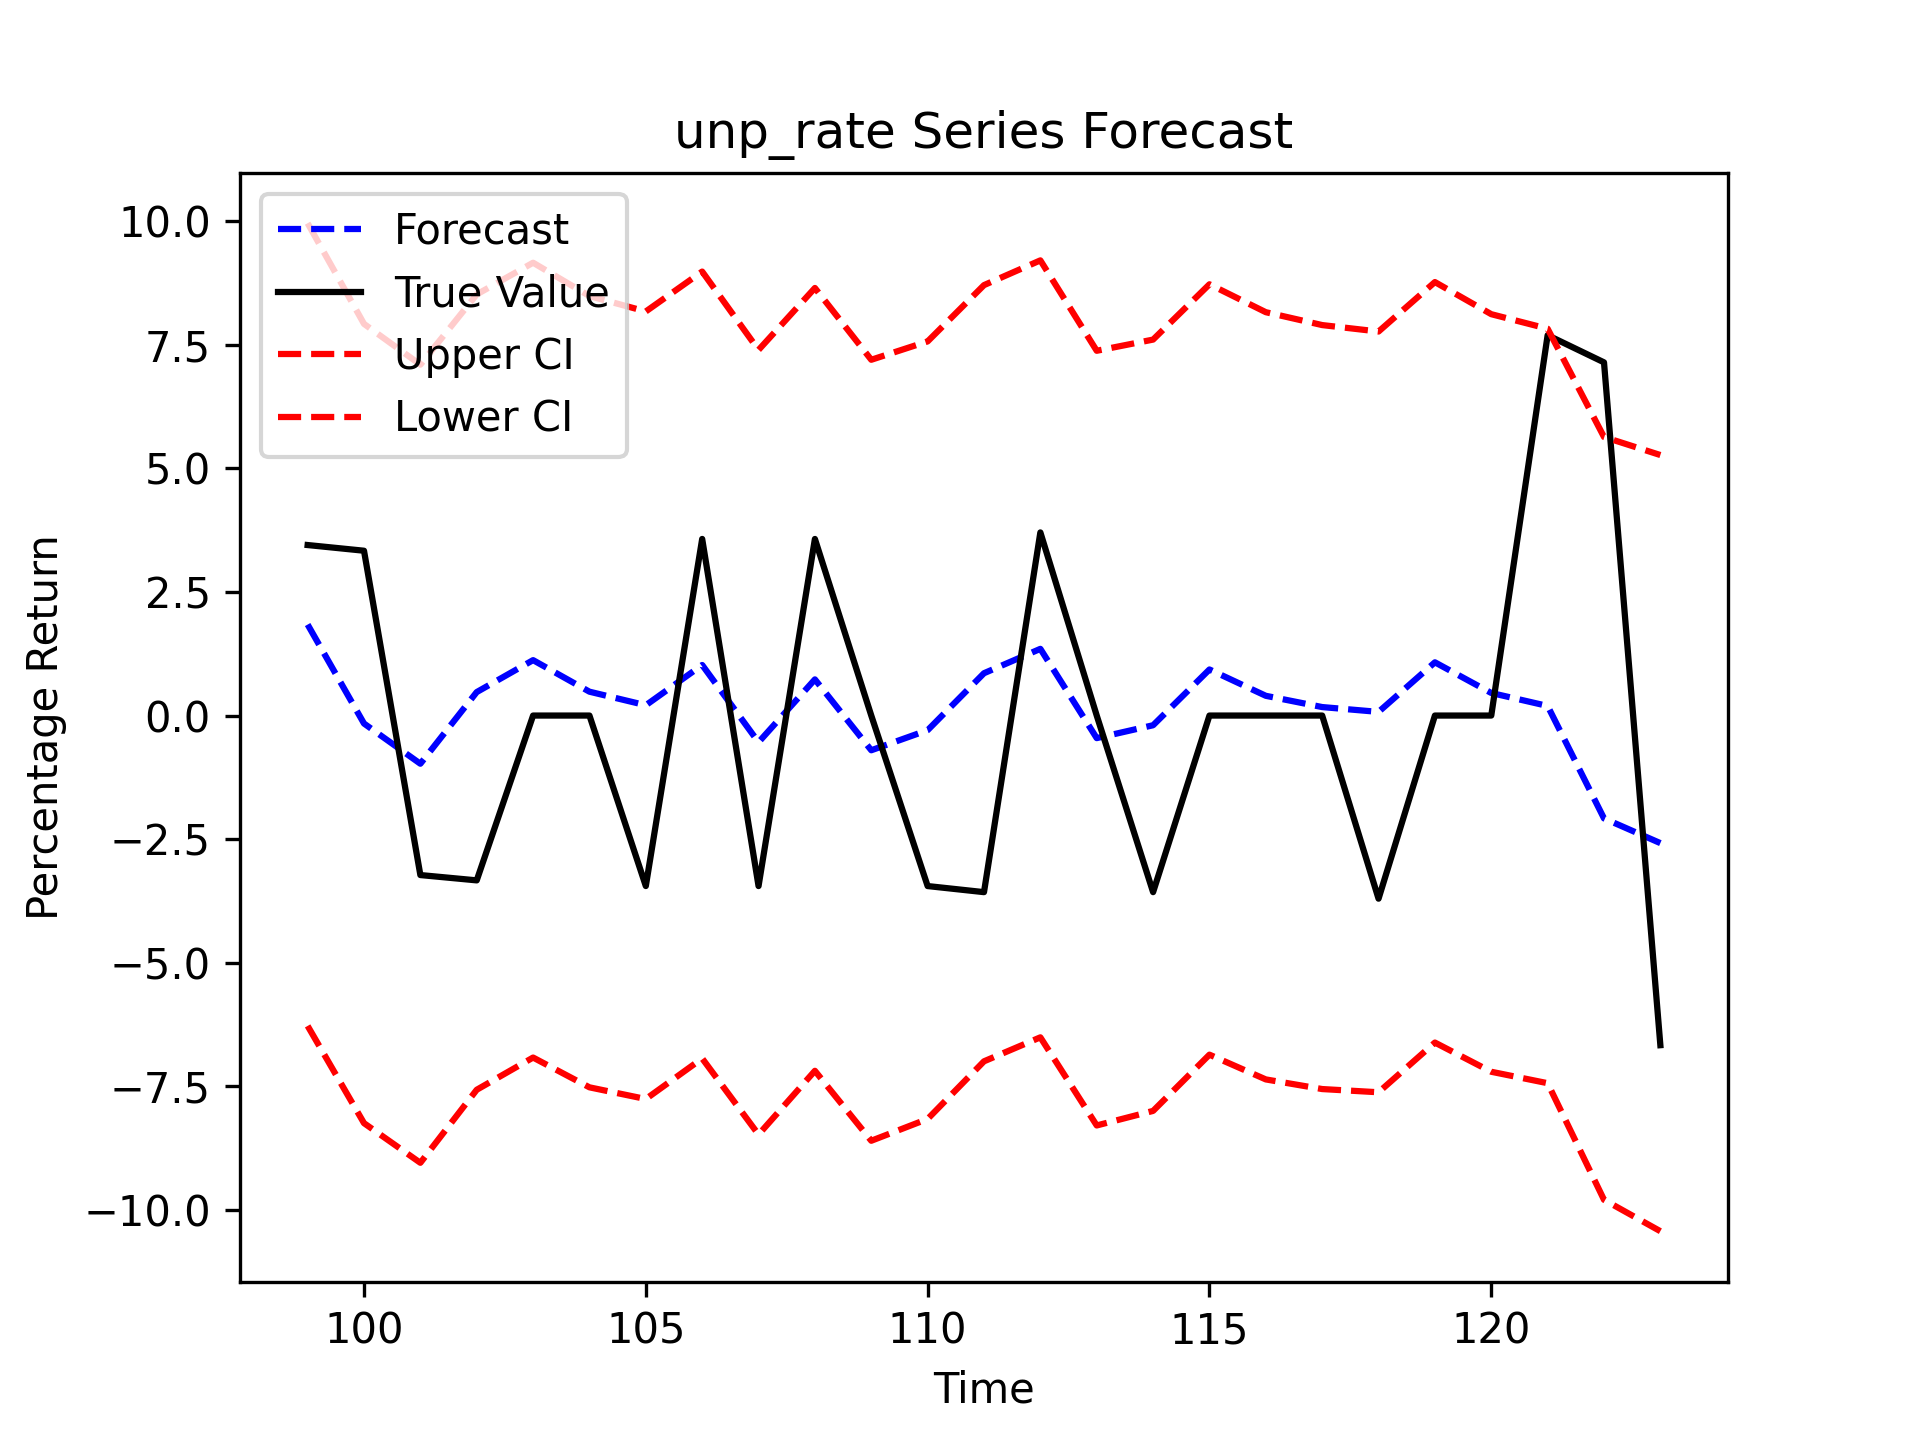 unp_rate Series Forecast
Forecast
True Value
Upper CI
Lower CI
Percentage Return
10.0
7.5
5.0
2.5
0.0
−2.5
−5.0
−7.5
−10.0
100
105
110
115
120
Time